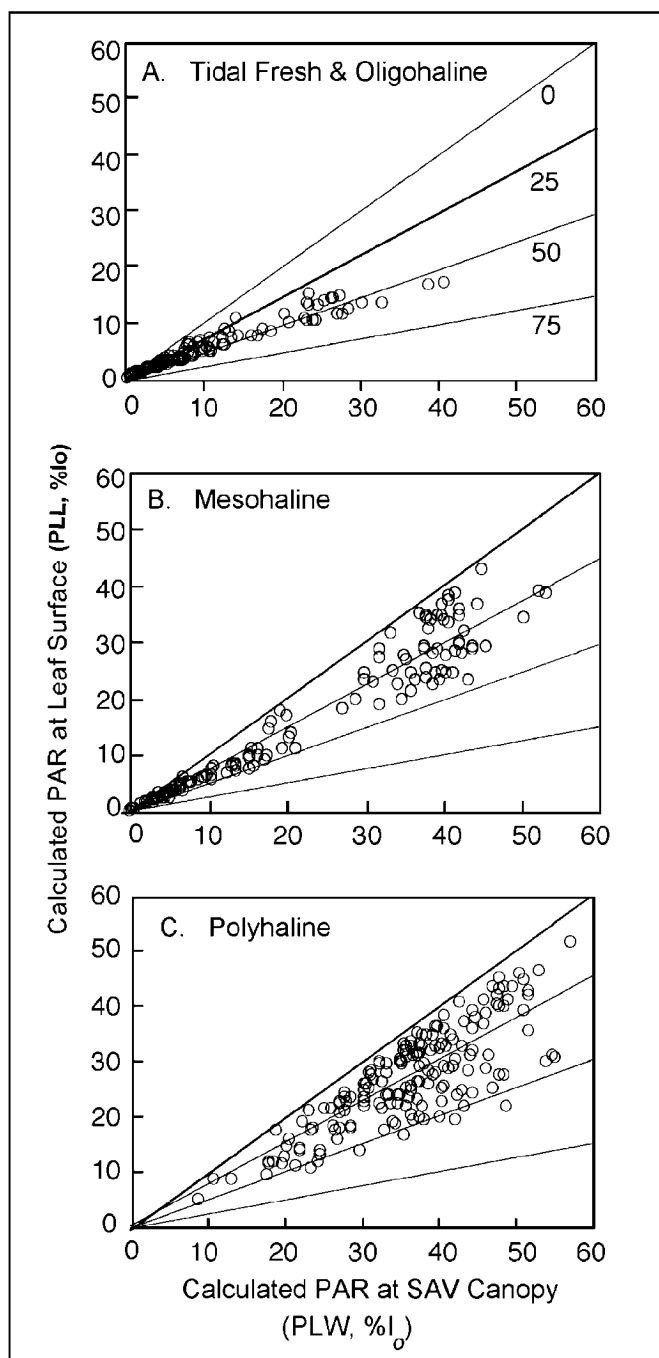 Calculated PAR at Leaf Surface (PLL, %Io)
60
50
40
30
20
10
0
A. Tidal Fresh & Oligohaline
0
25
50
75
0 10 20 30 40 50 60
60
50
40
30
20
10
0
B. Mesohaline
0 10 20 30 40 50 60
60
50
40
30
20
10
0
C. Polyhaline
0 10 20 30 40 50 60
Calculated PAR at SAV Canopy
(PLW, %Io)